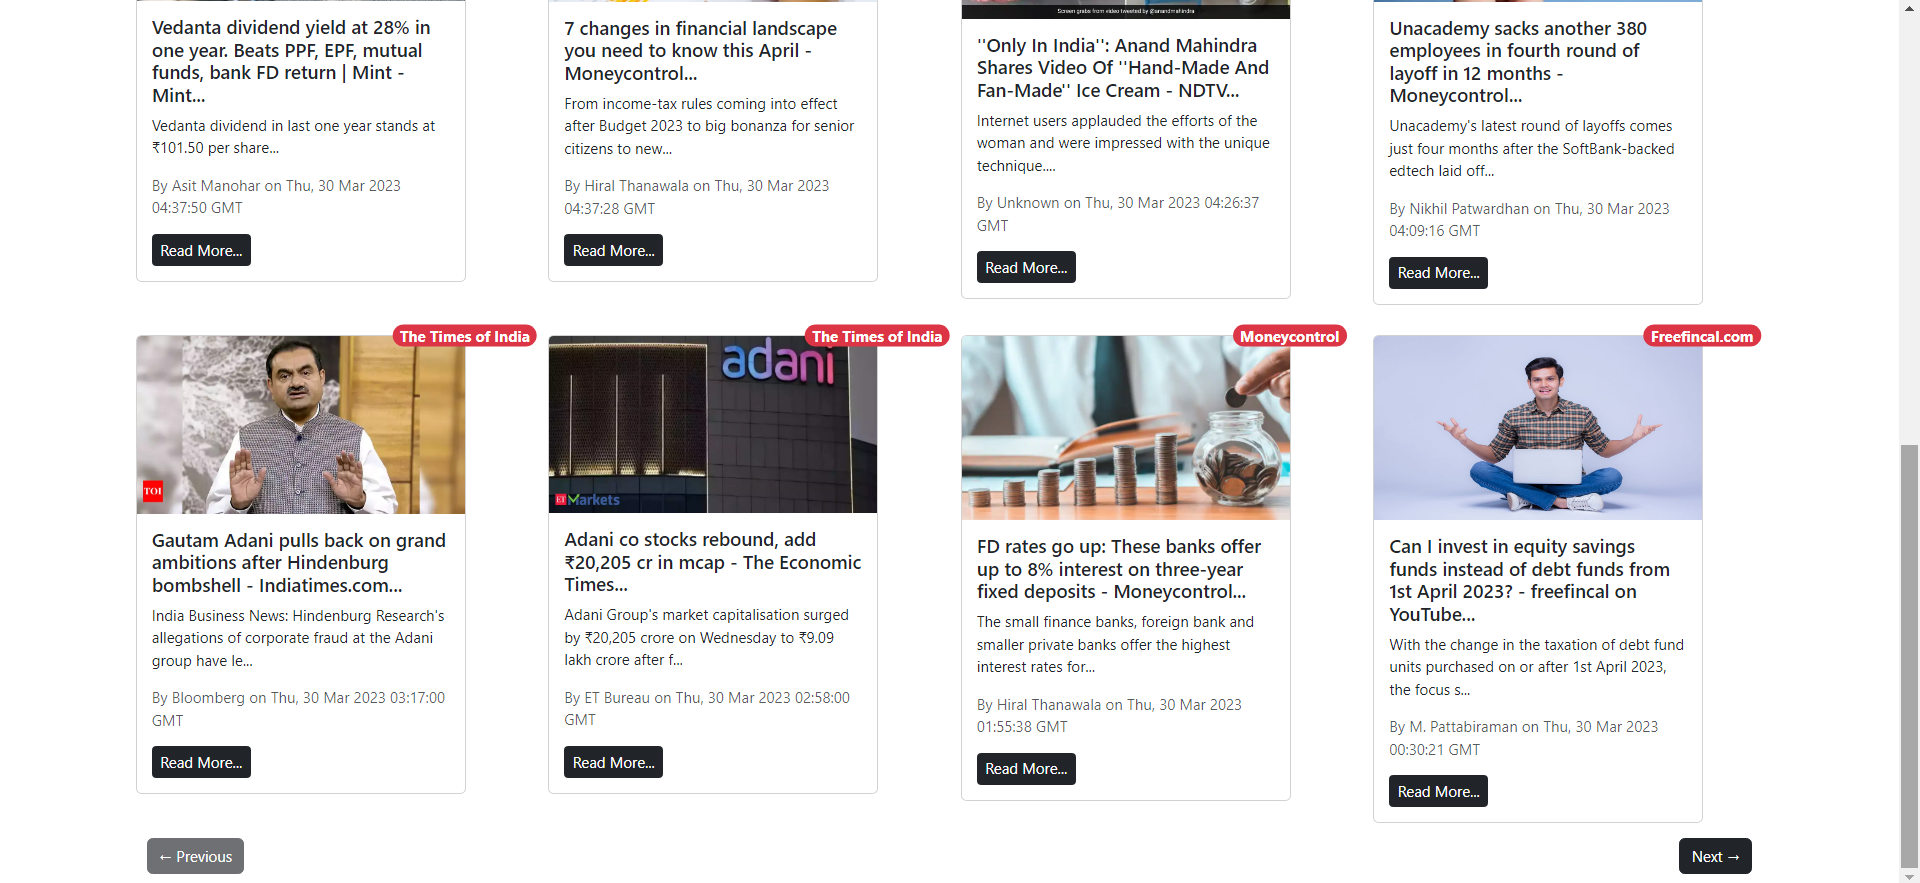 Screen grabs from video tweeted by @anandmahindra
Vedanta dividend yield at 28% in
one year. Beats PPF, EPF, mutual
funds, bank FD return | Mint -
Mint...
Vedanta dividend in last one year stands at
₹101.50 per share...
By Asit Manohar on Thu, 30 Mar 2023
04:37:50 GMT
Read More...
7 changes in financial landscape
you need to know this April -
Moneycontrol...
From income-tax rules coming into effect
after Budget 2023 to big bonanza for senior
citizens to new...
By Hiral Thanawala on Thu, 30 Mar 2023
04:37:28 GMT
Read More...
''Only In India'': Anand Mahindra
Shares Video Of ''Hand-Made And
Fan-Made'' Ice Cream - NDTV...
Internet users applauded the efforts of the
woman and were impressed with the unique
technique....
By Unknown on Thu, 30 Mar 2023 04:26:37
GMT
Read More...
Unacademy sacks another 380
employees in fourth round of
layoff in 12 months -
Moneycontrol...
Unacademy's latest round of layoffs comes
just four months after the SoftBank-backed
edtech laid off...
By Nikhil Patwardhan on Thu, 30 Mar 2023
04:09:16 GMT
Read More...
The Times of India
TOI
Gautam Adani pulls back on grand
ambitions after Hindenburg
bombshell - Indiatimes.com...
India Business News: Hindenburg Research's
allegations of corporate fraud at the Adani
group have le...
By Bloomberg on Thu, 30 Mar 2023 03:17:00
GMT
Read More...
The Times of India
adani
ET Markets
Adani co stocks rebound, add
₹20,205 cr in mcap - The Economic
Times...
Adani Group's market capitalisation surged
by ₹20,205 crore on Wednesday to ₹9.09
lakh crore after f...
By ET Bureau on Thu, 30 Mar 2023 02:58:00
GMT
Read More...
Moneycontrol
FD rates go up: These banks offer
up to 8% interest on three-year
fixed deposits - Moneycontrol...
The small finance banks, foreign bank and
smaller private banks offer the highest
interest rates for...
By Hiral Thanawala on Thu, 30 Mar 2023
01:55:38 GMT
Read More...
Freefincal.com
Can I invest in equity savings
funds instead of debt funds from
1st April 2023? - freefincal on
YouTube...
With the change in the taxation of debt fund
units purchased on or after 1st April 2023,
the focus s...
By M. Pattabiraman on Thu, 30 Mar 2023
00:30:21 GMT
Read More...
← Previous
Next →